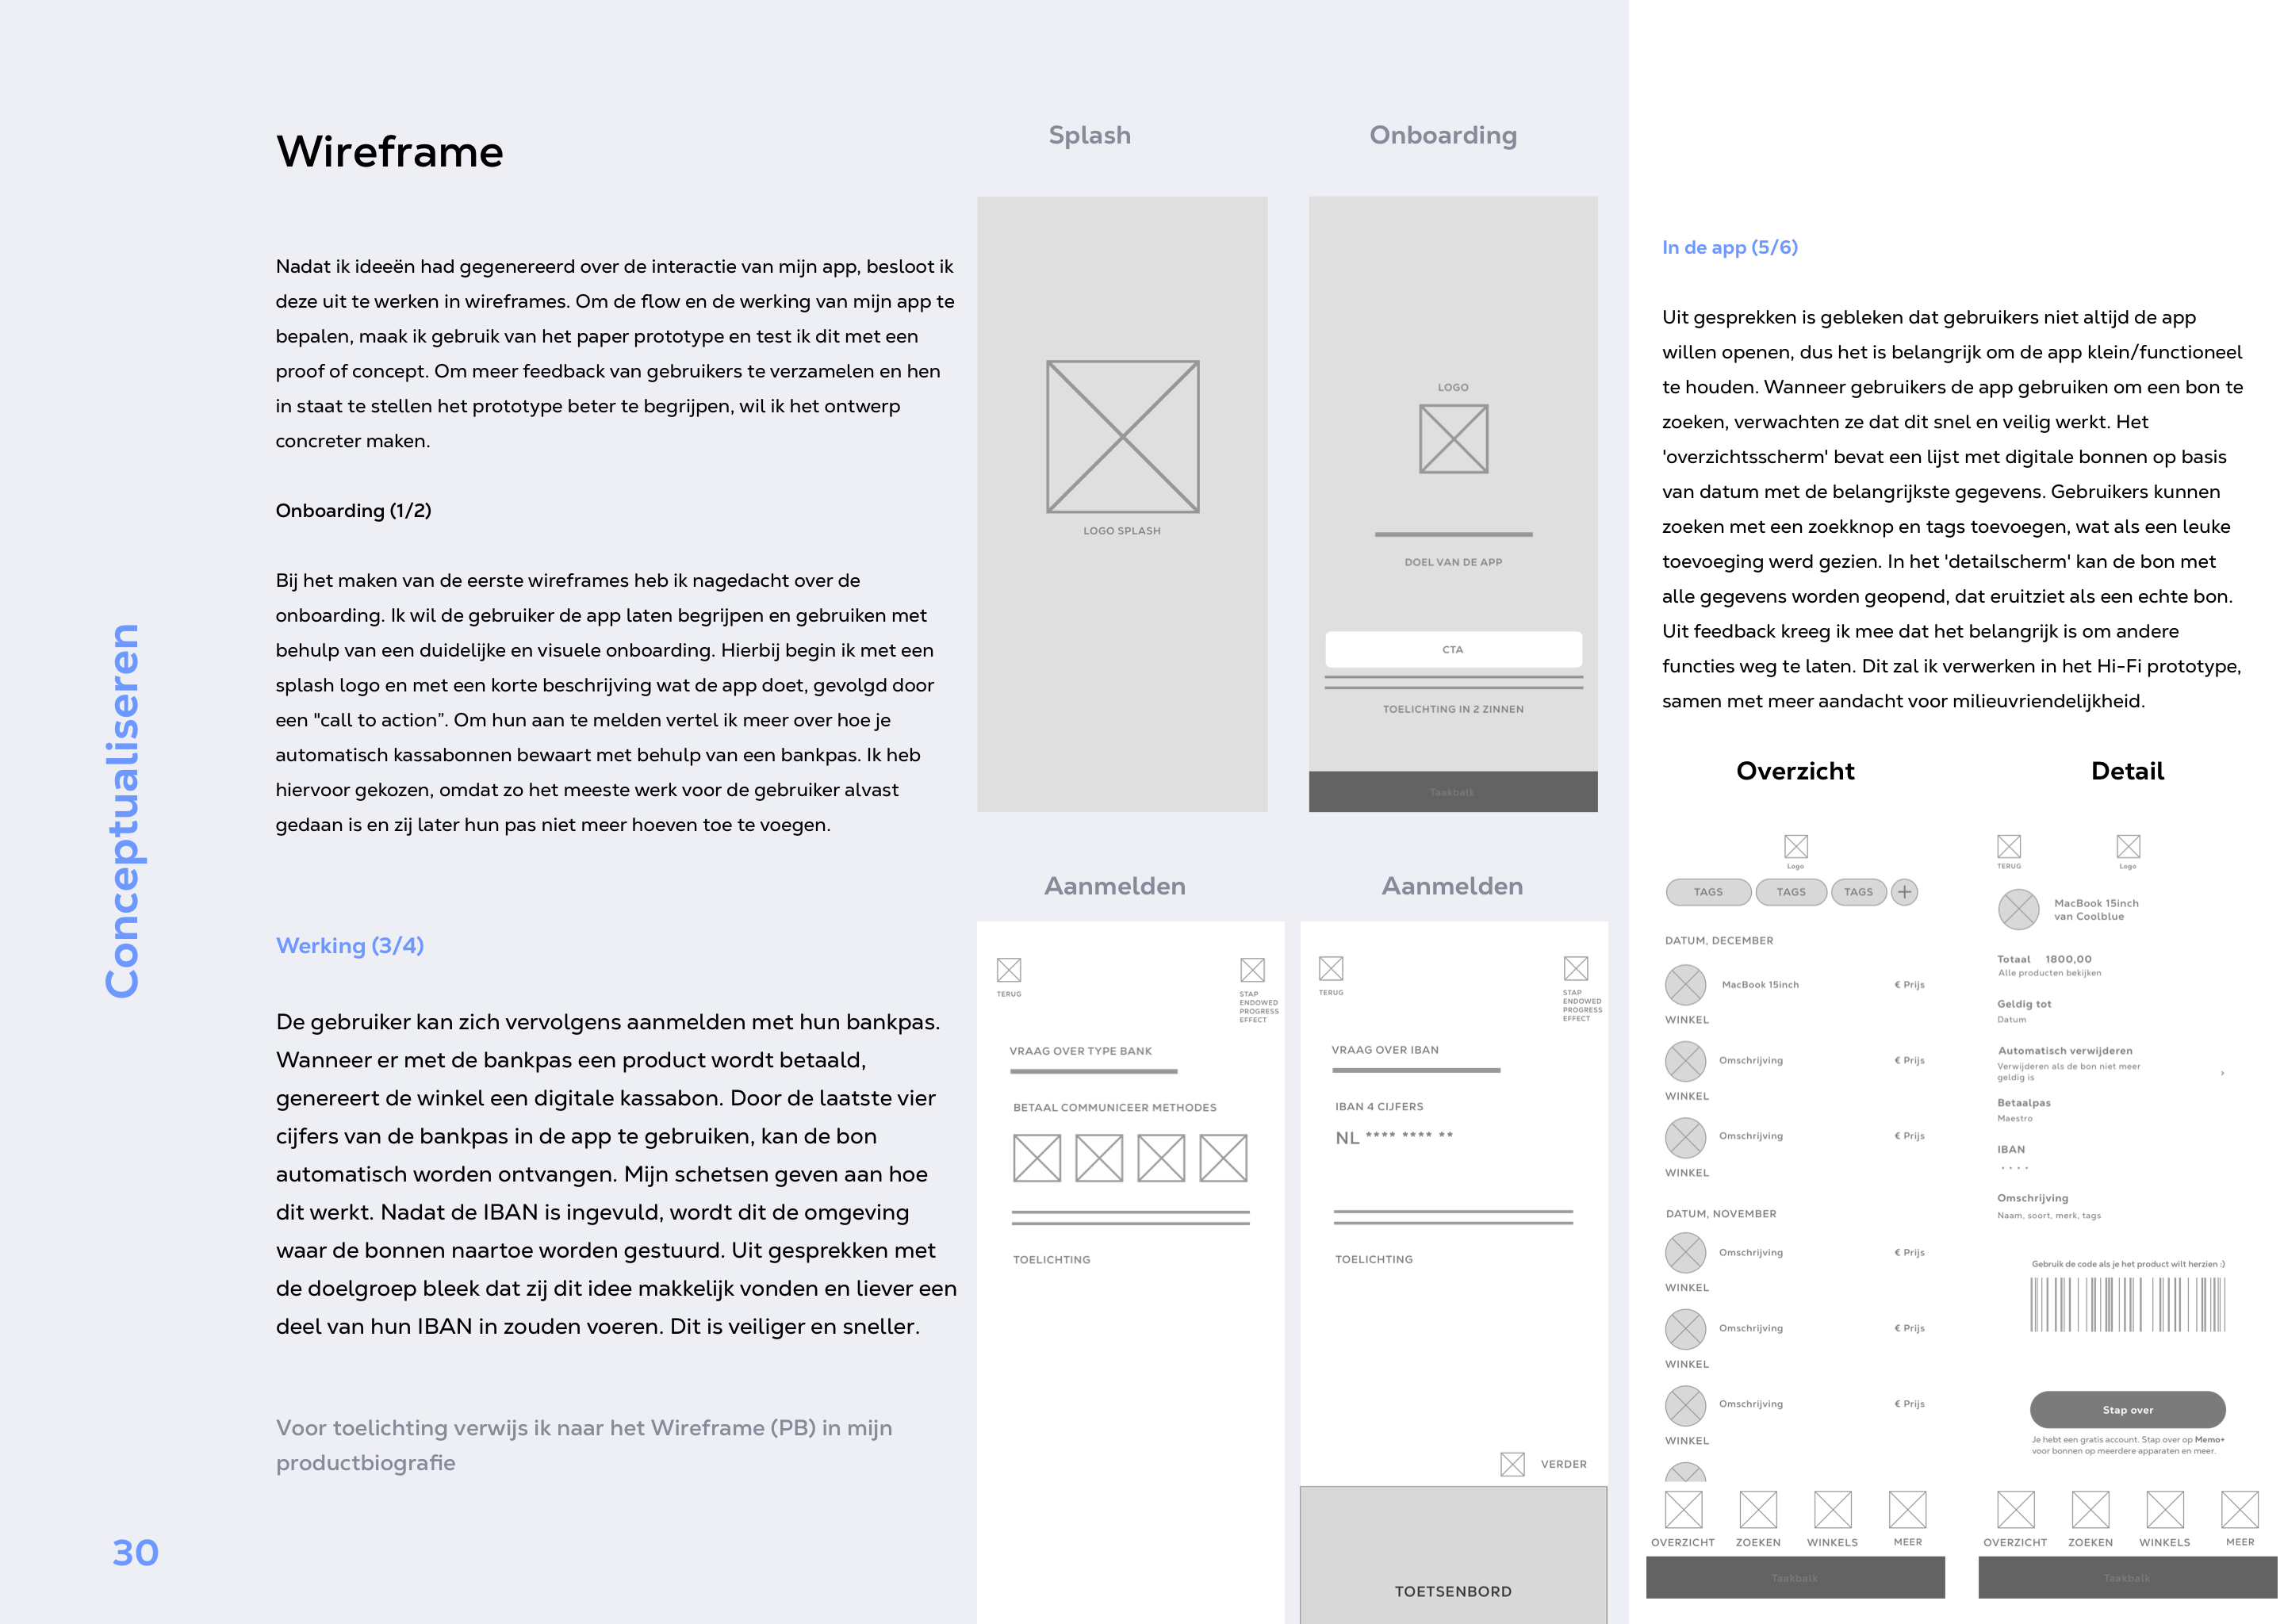 Conceptualiseren
30
Wireframe
Nadat ik ideeën had gegenereerd over de interactie van mijn app, besloot ik
deze uit te werken in wireframes. Om de flow en de werking van mijn app te
bepalen, maak ik gebruik van het paper prototype en test ik dit met een
proof of concept. Om meer feedback van gebruikers te verzamelen en hen
in staat te stellen het prototype beter te begrijpen, wil ik het ontwerp
concreter maken.
Onboarding (1/2)
Bij het maken van de eerste wireframes heb ik nagedacht over de
onboarding. Ik wil de gebruiker de app laten begrijpen en gebruiken met
behulp van een duidelijke en visuele onboarding. Hierbij begin ik met een
splash logo en met een korte beschrijving wat de app doet, gevolgd door
een "call to action”. Om hun aan te melden vertel ik meer over hoe je
automatisch kassabonnen bewaart met behulp van een bankpas. Ik heb
hiervoor gekozen, omdat zo het meeste werk voor de gebruiker alvast
gedaan is en zij later hun pas niet meer hoeven toe te voegen.
Werking (3/4)
De gebruiker kan zich vervolgens aanmelden met hun bankpas.
Wanneer er met de bankpas een product wordt betaald,
genereert de winkel een digitale kassabon. Door de laatste vier
cijfers van de bankpas in de app te gebruiken, kan de bon
automatisch worden ontvangen. Mijn schetsen geven aan hoe
dit werkt. Nadat de IBAN is ingevuld, wordt dit de omgeving
waar de bonnen naartoe worden gestuurd. Uit gesprekken met
de doelgroep bleek dat zij dit idee makkelijk vonden en liever een
deel van hun IBAN in zouden voeren. Dit is veiliger en sneller.
Voor toelichting verwijs ik naar het Wireframe (PB) in mijn
productbiografie
Splash
LOGO SPLASH
Onboarding
LOGO
DOEL VAN DE APP
CTA
TOELICHTING IN 2 ZINNEN
Taakbalk
Aanmelden
TERUG
STAP
ENDOWED
PROGRESS
EFFECT
VRAAG OVER TYPE BANK
BETAAL COMMUNICEER METHODES
TOELICHTING
Aanmelden
TERUG
STAP
ENDOWED
PROGRESS
EFFECT
VRAAG OVER IBAN
IBAN 4 CIJFERS
NL **** **** **
TOELICHTING
VERDER
TOETSENBORD
In de app (5/6)
Uit gesprekken is gebleken dat gebruikers niet altijd de app
willen openen, dus het is belangrijk om de app klein/functioneel
te houden. Wanneer gebruikers de app gebruiken om een bon te
zoeken, verwachten ze dat dit snel en veilig werkt. Het
'overzichtsscherm' bevat een lijst met digitale bonnen op basis
van datum met de belangrijkste gegevens. Gebruikers kunnen
zoeken met een zoekknop en tags toevoegen, wat als een leuke
toevoeging werd gezien. In het 'detailscherm' kan de bon met
alle gegevens worden geopend, dat eruitziet als een echte bon.
Uit feedback kreeg ik mee dat het belangrijk is om andere
functies weg te laten. Dit zal ik verwerken in het Hi-Fi prototype,
samen met meer aandacht voor milieuvriendelijkheid.
Overzicht
Logo
TAGS TAGS TAGS +
DATUM, DECEMBER
MacBook 15inch € Prijs
WINKEL
Omschrijving € Prijs
WINKEL
Omschrijving € Prijs
WINKEL
DATUM, NOVEMBER
Omschrijving € Prijs
WINKEL
Omschrijving € Prijs
WINKEL
Omschrijving € Prijs
WINKEL
OVERZICHT ZOEKEN WINKELS MEER
Taakbalk
Detail
TERUG Logo
MacBook 15inch
van Coolblue
Totaal 1800,00
Alle producten bekijken
Geldig tot
Datum
Automatisch verwijderen
Verwijderen als de bon niet meer
geldig is
›
Betaalpas
Maestro
IBAN
• • • •
Omschrijving
Naam, soort, merk, tags
Gebruik de code als je het product wilt herzien :)
Stap over
Je hebt een gratis account. Stap over op Memo+
voor bonnen op meerdere apparaten en meer.
OVERZICHT ZOEKEN WINKELS MEER
Taakbalk